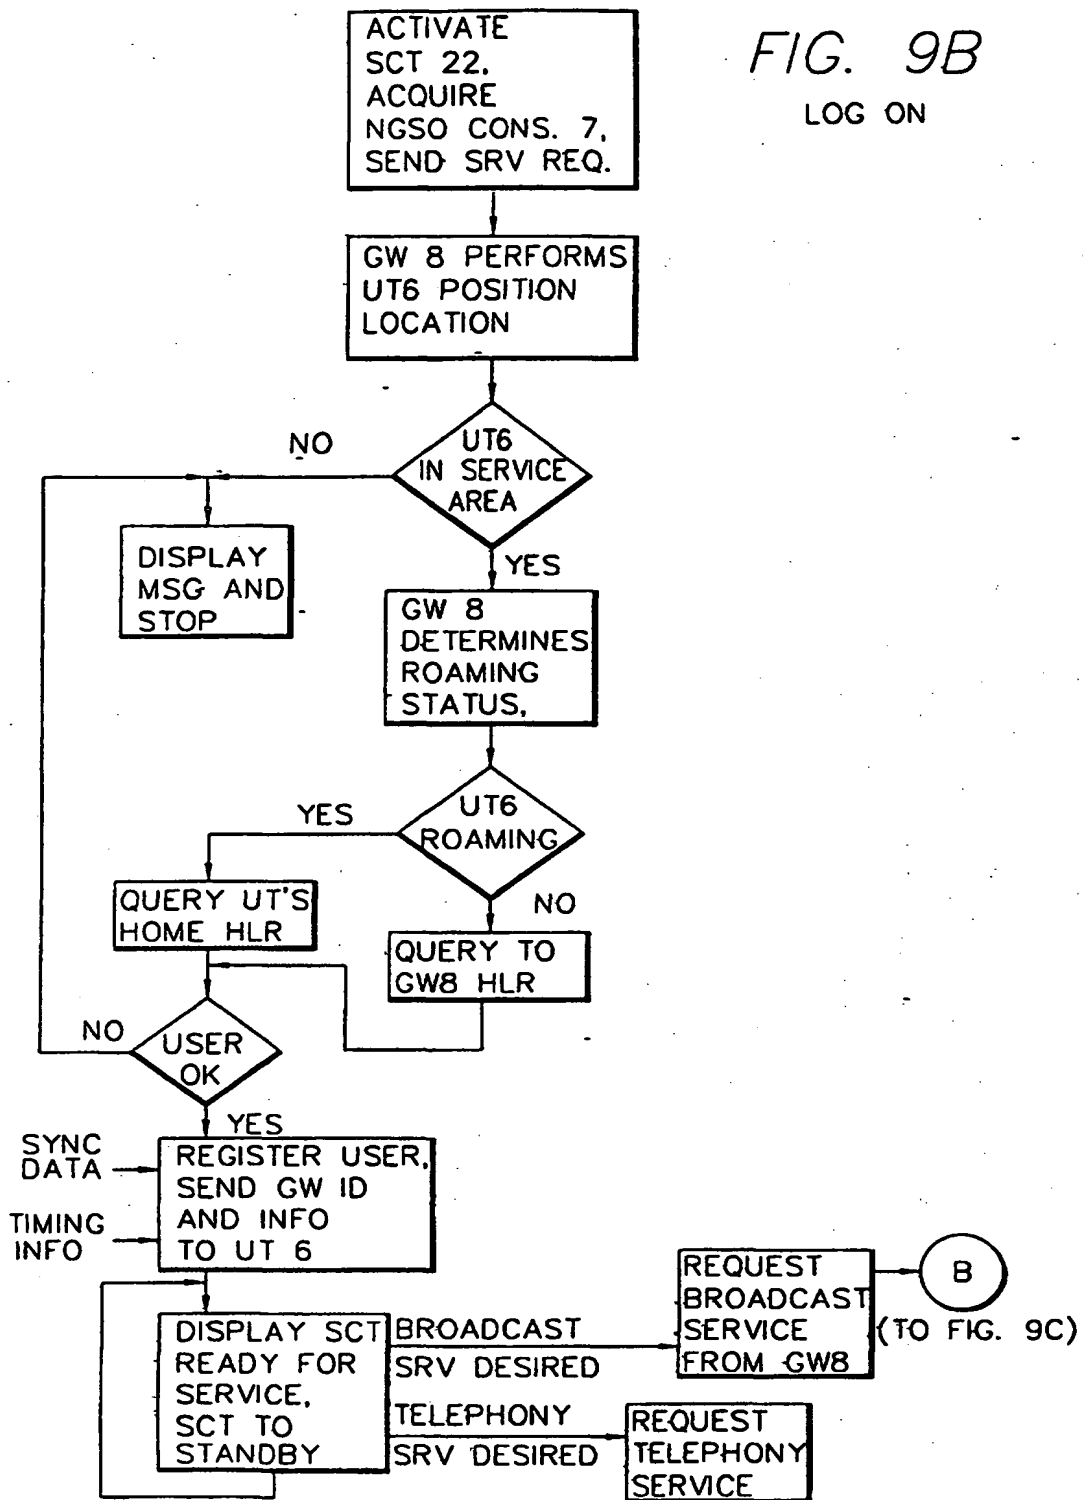 FIG. 9B
LOG ON
ACTIVATE
SCT 22,
ACQUIRE
NGSO CONS. 7,
SEND SRV REQ.
GW 8 PERFORMS
UT6 POSITION
LOCATION
UT6
IN SERVICE
AREA
NO
YES
DISPLAY
MSG AND
STOP
GW 8
DETERMINES
ROAMING
STATUS,
UT6
ROAMING
YES
NO
QUERY UT'S
HOME HLR
QUERY TO
GW8 HLR
USER
OK
NO
YES
SYNC
DATA
TIMING
INFO
REGISTER USER,
SEND GW ID
AND INFO
TO UT 6
DISPLAY SCT
READY FOR
SERVICE,
SCT TO
STANDBY
BROADCAST
SRV DESIRED
TELEPHONY
SRV DESIRED
REQUEST
BROADCAST
SERVICE
FROM GW8
B
(TO FIG. 9C)
REQUEST
TELEPHONY
SERVICE